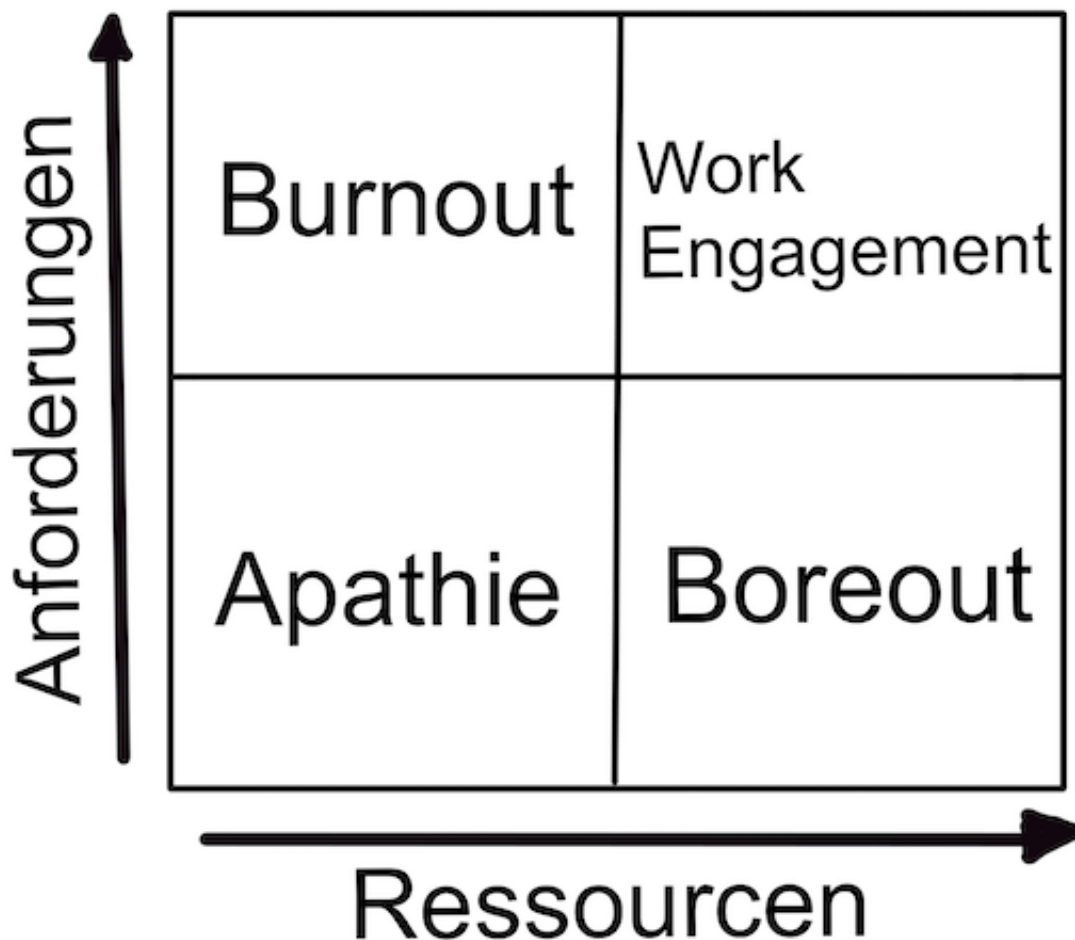 Anforderungen
Burnout
Work
Engagement
Apathie
Boreout
Ressourcen